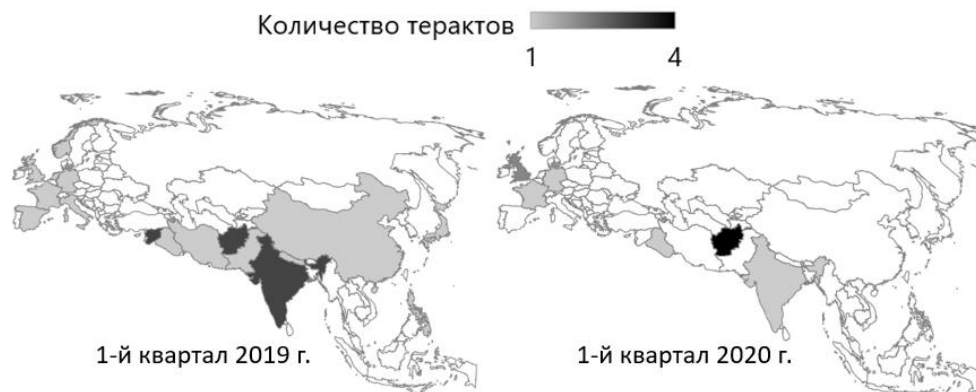 Количество терактов
1 4
1-й квартал 2019 г.
1-й квартал 2020 г.